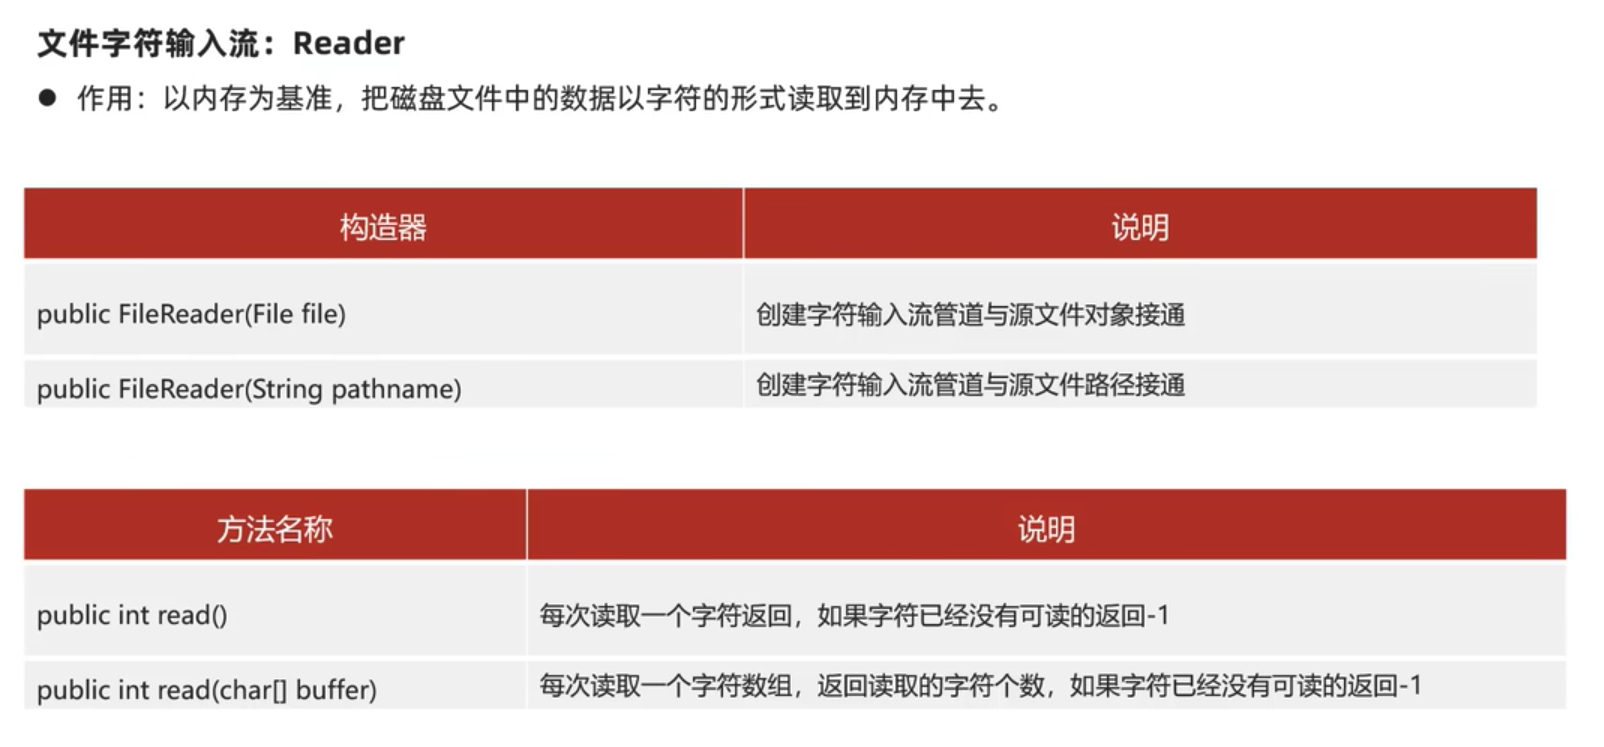 文件字符输入流：Reader
● 作用：以内存为基准，把磁盘文件中的数据以字符的形式读取到内存中去。
构造器 说明
public FileReader(File file) 创建字符输入流管道与源文件对象接通
public FileReader(String pathname) 创建字符输入流管道与源文件路径接通
方法名称 说明
public int read() 每次读取一个字符返回，如果字符已经没有可读的返回-1
public int read(char[] buffer) 每次读取一个字符数组，返回读取的字符个数，如果字符已经没有可读的返回-1